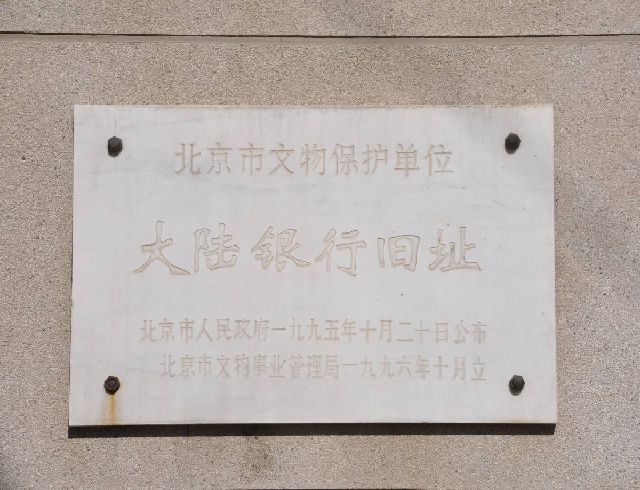 北京市文物保护单位
大陆银行旧址
北京市人民政府一九九五年十月二十日公布
北京市文物事业管理局一九九六年十月立